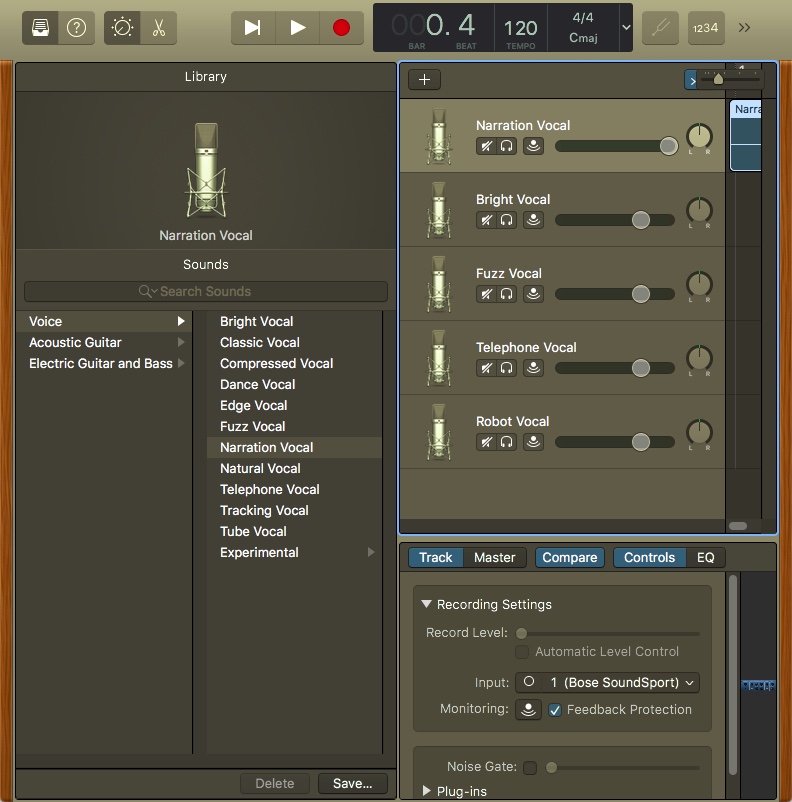 000.4
BAR
BEAT
120
TEMPO
4/4
Cmaj
1234
Library
Narration Vocal
Sounds
Search Sounds
Voice
Acoustic Guitar
Electric Guitar and Bass
Bright Vocal
Classic Vocal
Compressed Vocal
Dance Vocal
Edge Vocal
Fuzz Vocal
Narration Vocal
Natural Vocal
Telephone Vocal
Tracking Vocal
Tube Vocal
Experimental
Delete
Save...
Narration Vocal
L R
Narra
Bright Vocal
L R
Fuzz Vocal
L R
Telephone Vocal
L R
Robot Vocal
L R
Track
Master
Compare
Controls
EQ
Recording Settings
Record Level:
Automatic Level Control
Input: 1 (Bose SoundSport)
Monitoring: Feedback Protection
Noise Gate:
Plug-ins